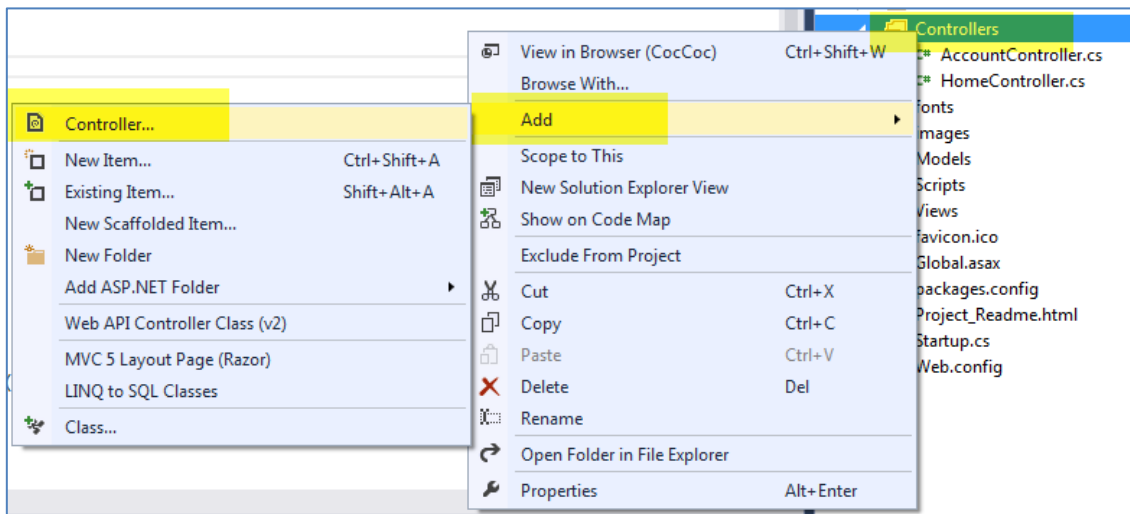 Controller...
New Item... Ctrl+Shift+A
Existing Item... Shift+Alt+A
New Scaffolded Item...
New Folder
Add ASP.NET Folder
Web API Controller Class (v2)
MVC 5 Layout Page (Razor)
LINQ to SQL Classes
Class...
View in Browser (CocCoc) Ctrl+Shift+W
Browse With...
Add
Scope to This
New Solution Explorer View
Show on Code Map
Exclude From Project
Cut Ctrl+X
Copy Ctrl+C
Paste Ctrl+V
Delete Del
Rename
Open Folder in File Explorer
Properties Alt+Enter
Controllers
C# AccountController.cs
C# HomeController.cs
fonts
Images
Models
Scripts
Views
favicon.ico
Global.asax
packages.config
Project_Readme.html
Startup.cs
Web.config